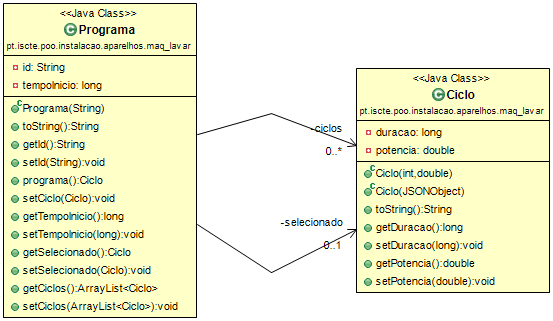 <<Java Class>>
Programa
pt.iscte.poo.instalacao.aparelhos.maq_lavar
id: String
tempoInicio: long
Programa(String)
toString():String
getId():String
setId(String):void
programa():Ciclo
setCiclo(Ciclo):void
getTempoInicio():long
setTempoInicio(long):void
getSelecionado():Ciclo
setSelecionado(Ciclo):void
getCiclos():ArrayList<Ciclo>
setCiclos(ArrayList<Ciclo>):void
-ciclos
0..*
-selecionado
0..1
<<Java Class>>
Ciclo
pt.iscte.poo.instalacao.aparelhos.maq_lavar
duracao: long
potencia: double
Ciclo(int,double)
Ciclo(JSONObject)
toString():String
getDuracao():long
setDuracao(long):void
getPotencia():double
setPotencia(double):void